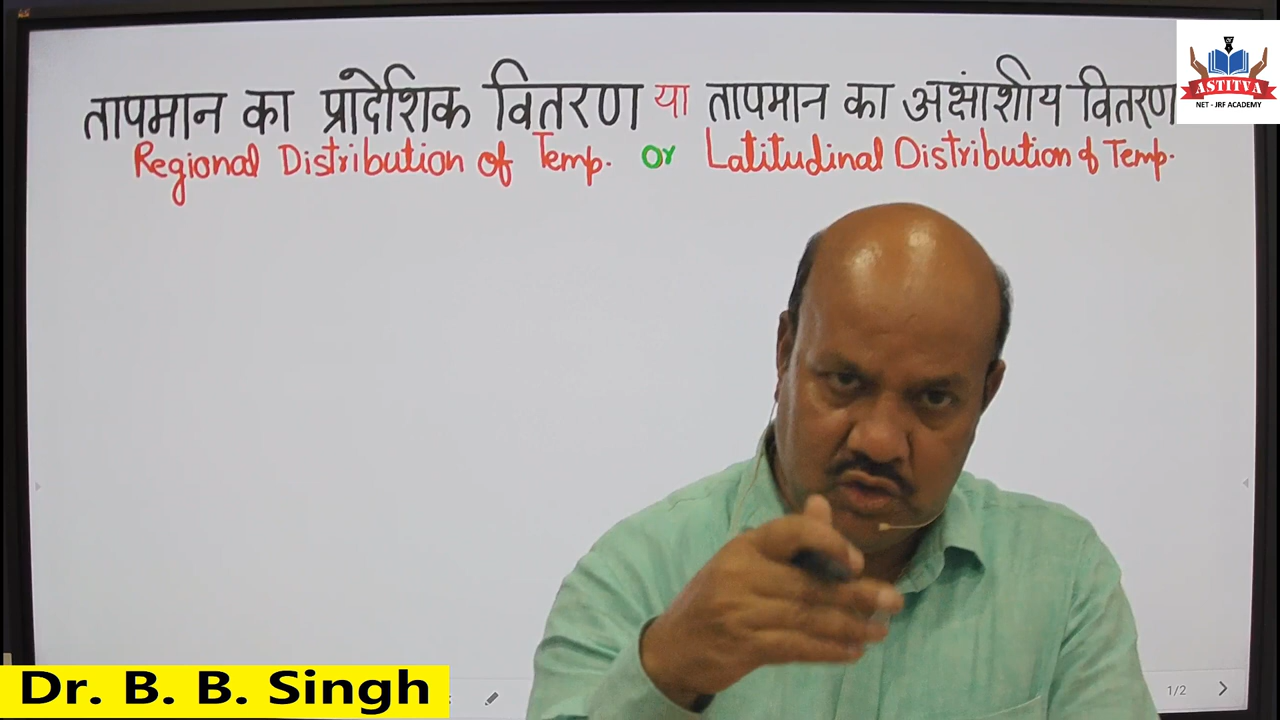 तापमान का प्रादेशिक वितरण या तापमान का अक्षांशीय वितरण
Regional Distribution of Temp. or Latitudinal Distribution of Temp.
ASTITVA
NET - JRF ACADEMY
Dr. B. B. Singh
1/2